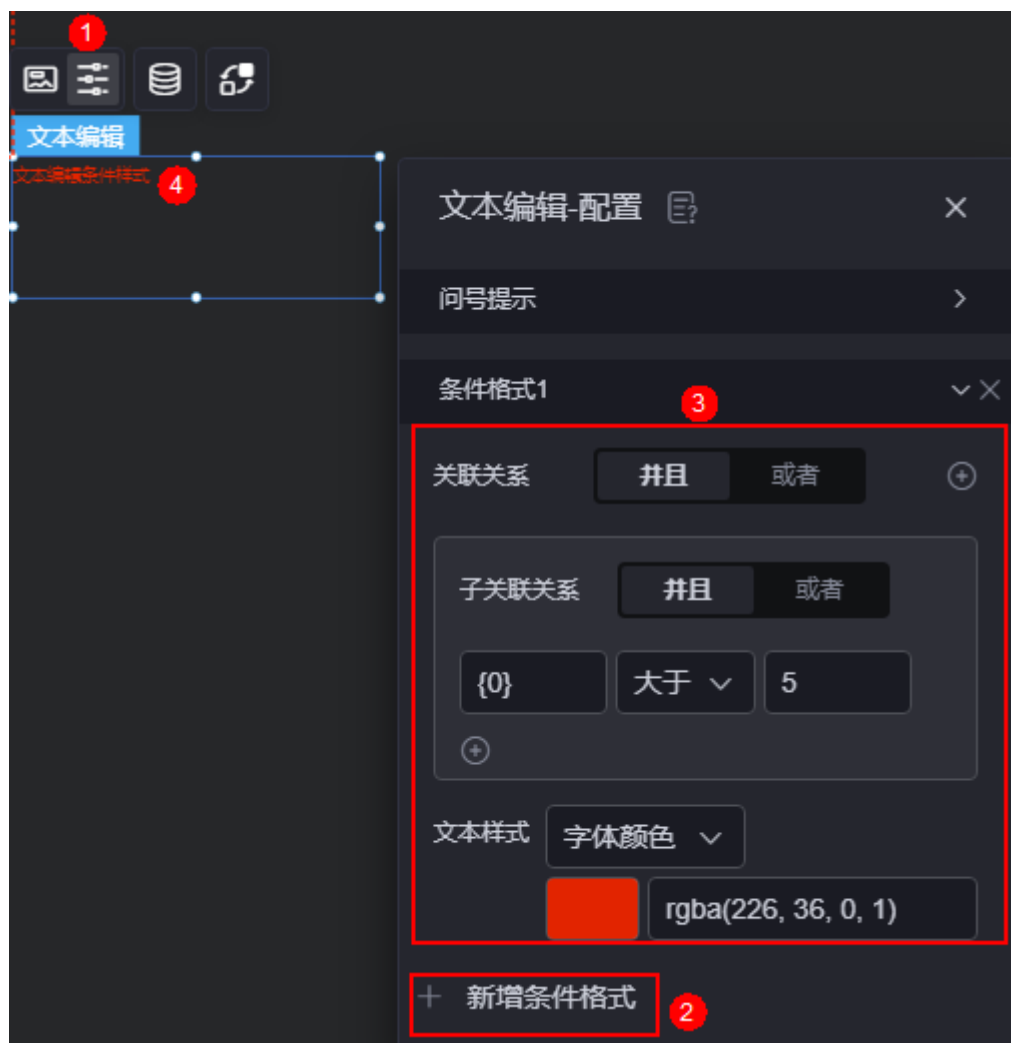 1
文本编辑
文本编辑条件样式
4
文本编辑-配置
问号提示
条件格式1
3
关联关系 并且 或者
子关联关系 并且 或者
{0} 大于 5
文本样式 字体颜色
rgba(226, 36, 0, 1)
新增条件格式
2